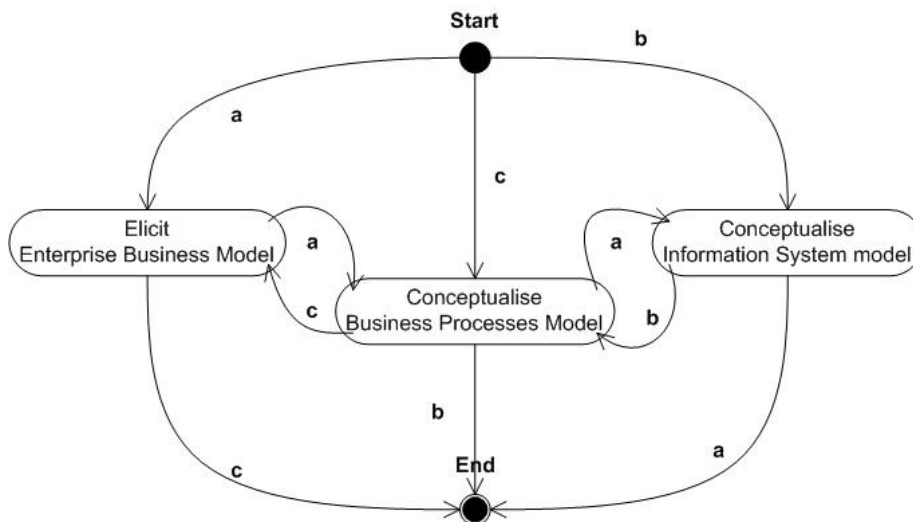 Start
b
a
c
Elicit
Enterprise Business Model
a
c
Conceptualise
Business Processes Model
a
b
Conceptualise
Information System model
b
End
c
a